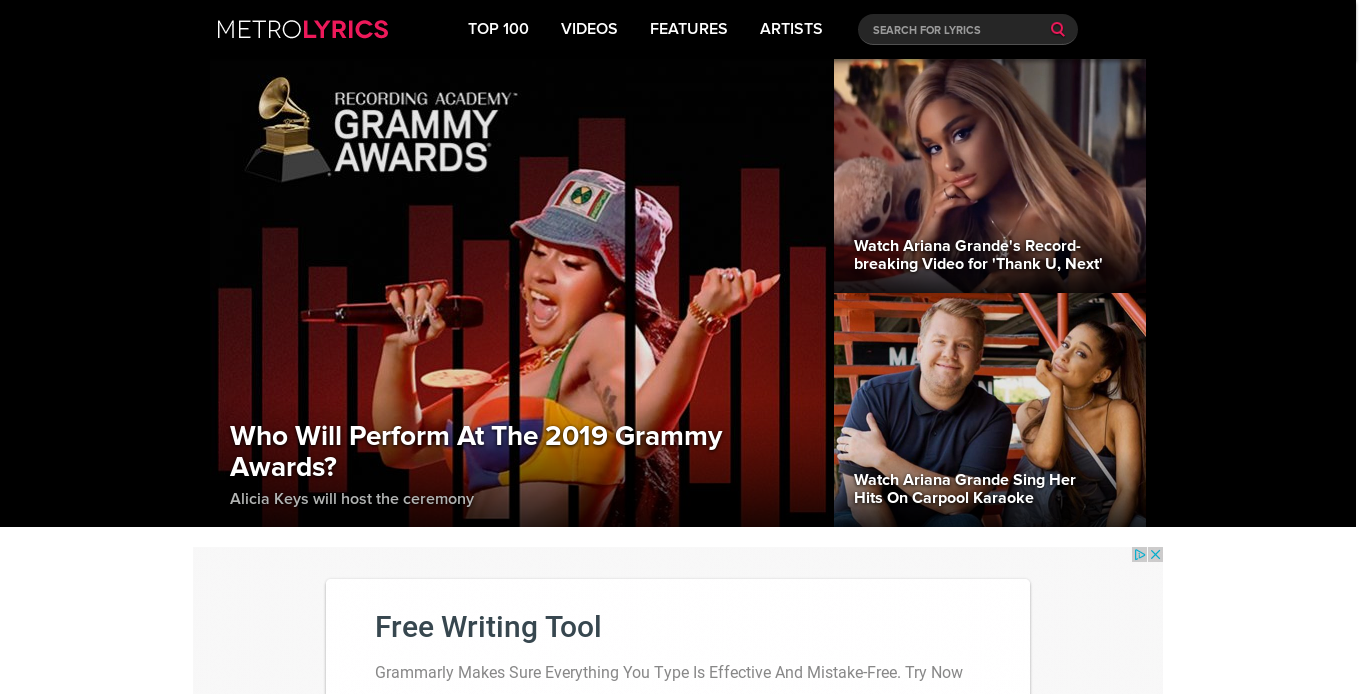 METROLYRICS
TOP 100
VIDEOS
FEATURES
ARTISTS
SEARCH FOR LYRICS
RECORDING ACADEMY™
GRAMMY
AWARDS®
Who Will Perform At The 2019 Grammy
Awards?
Alicia Keys will host the ceremony
Watch Ariana Grande's Record-
breaking Video for 'Thank U, Next'
Watch Ariana Grande Sing Her
Hits On Carpool Karaoke
Free Writing Tool
Grammarly Makes Sure Everything You Type Is Effective And Mistake-Free. Try Now